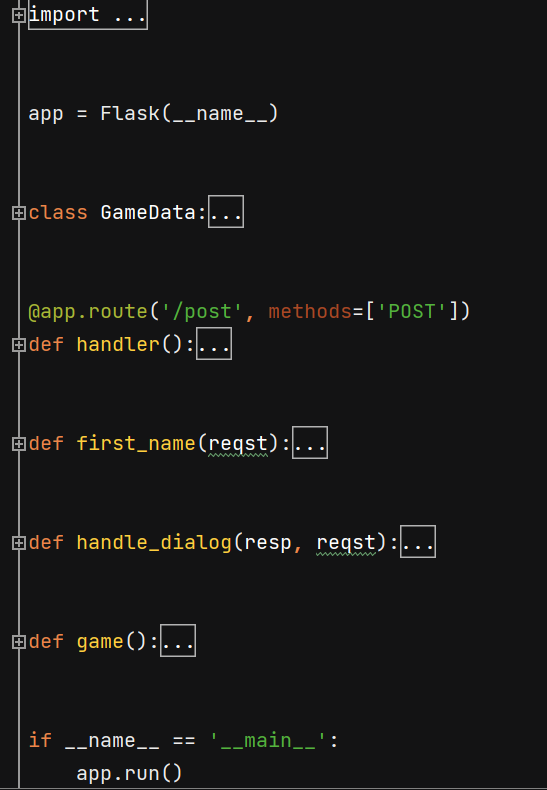 import ...
app = Flask(__name__)
class GameData:...
@app.route('/post', methods=['POST'])
def handler():...
def first_name(reqst):...
def handle_dialog(resp, reqst):...
def game():...
if __name__ == '__main__':
    app.run()